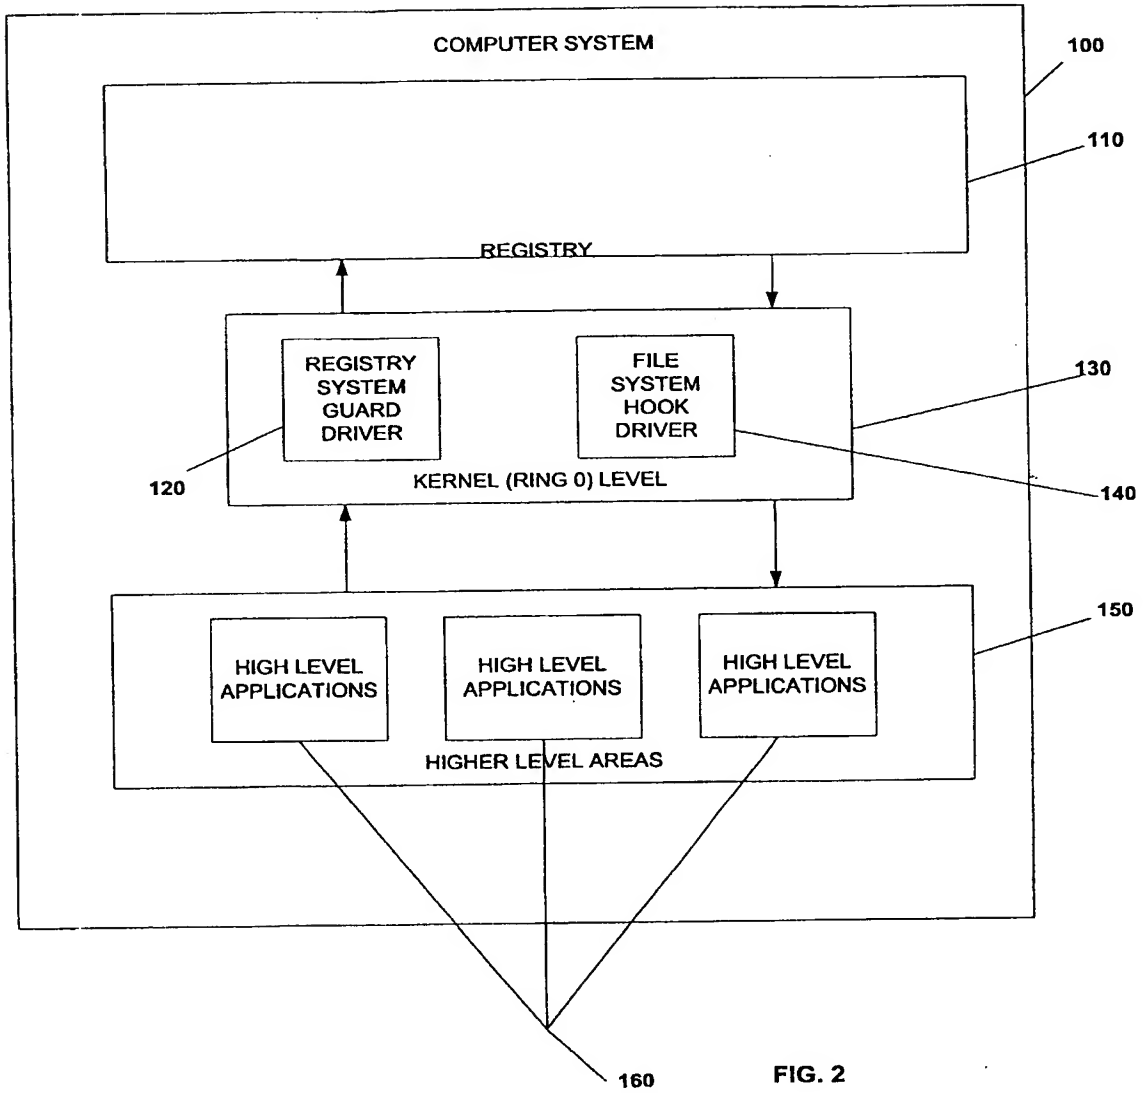 COMPUTER SYSTEM
100
110
REGISTRY
REGISTRY
SYSTEM
GUARD
DRIVER
FILE
SYSTEM
HOOK
DRIVER
130
120
KERNEL (RING 0) LEVEL
140
150
HIGH LEVEL
APPLICATIONS
HIGH LEVEL
APPLICATIONS
HIGH LEVEL
APPLICATIONS
HIGHER LEVEL AREAS
160
FIG. 2